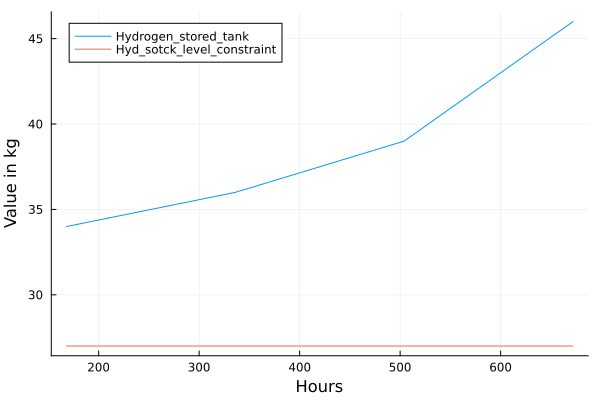 Hydrogen_stored_tank
Hyd_sotck_level_constraint
45
40
35
30
Value in kg
200 300 400 500 600
Hours